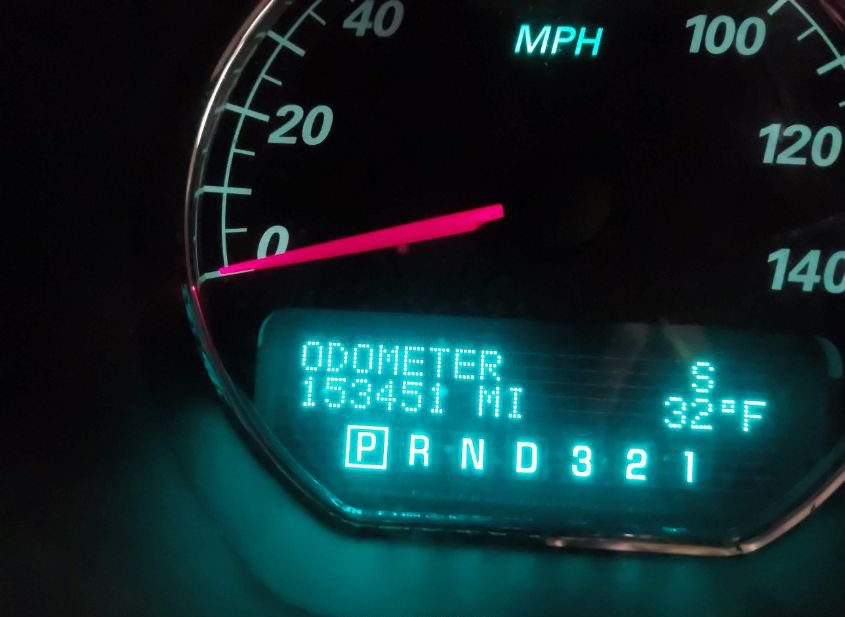 40 MPH 100
20 120
0 140
ODOMETER S
153451 MI 32°F
P R N D 3 2 1